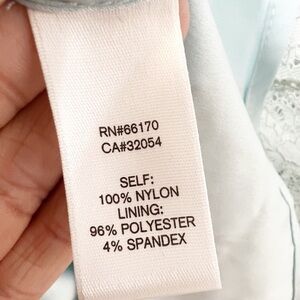 RN#66170
CA#32054
SELF:
100% NYLON
LINING:
96% POLYESTER
4% SPANDEX